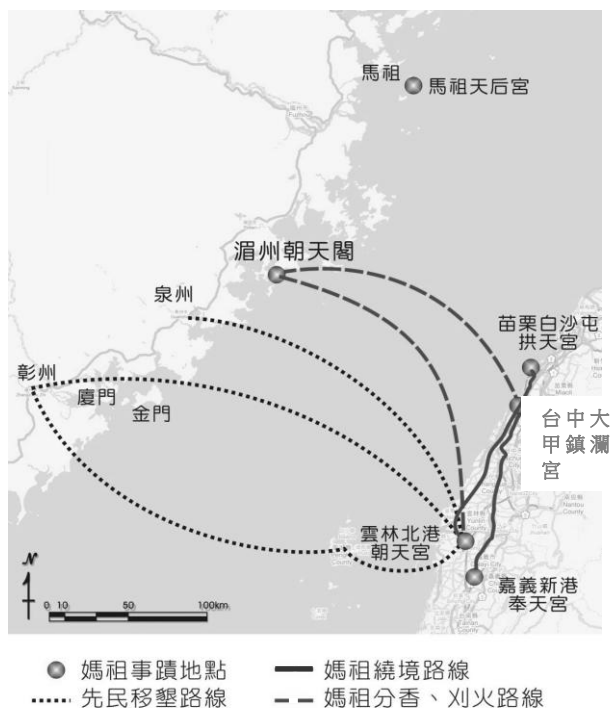 馬祖
馬祖天后宮
湄州朝天閣
泉州
苗栗白沙屯
拱天宮
彰州
廈門
金門
台中大
甲鎮瀾
宮
雲林北港
朝天宮
嘉義新港
奉天宮
N
0 10 50 100km
媽祖事蹟地點
媽祖繞境路線
先民移墾路線
媽祖分香、刈火路線